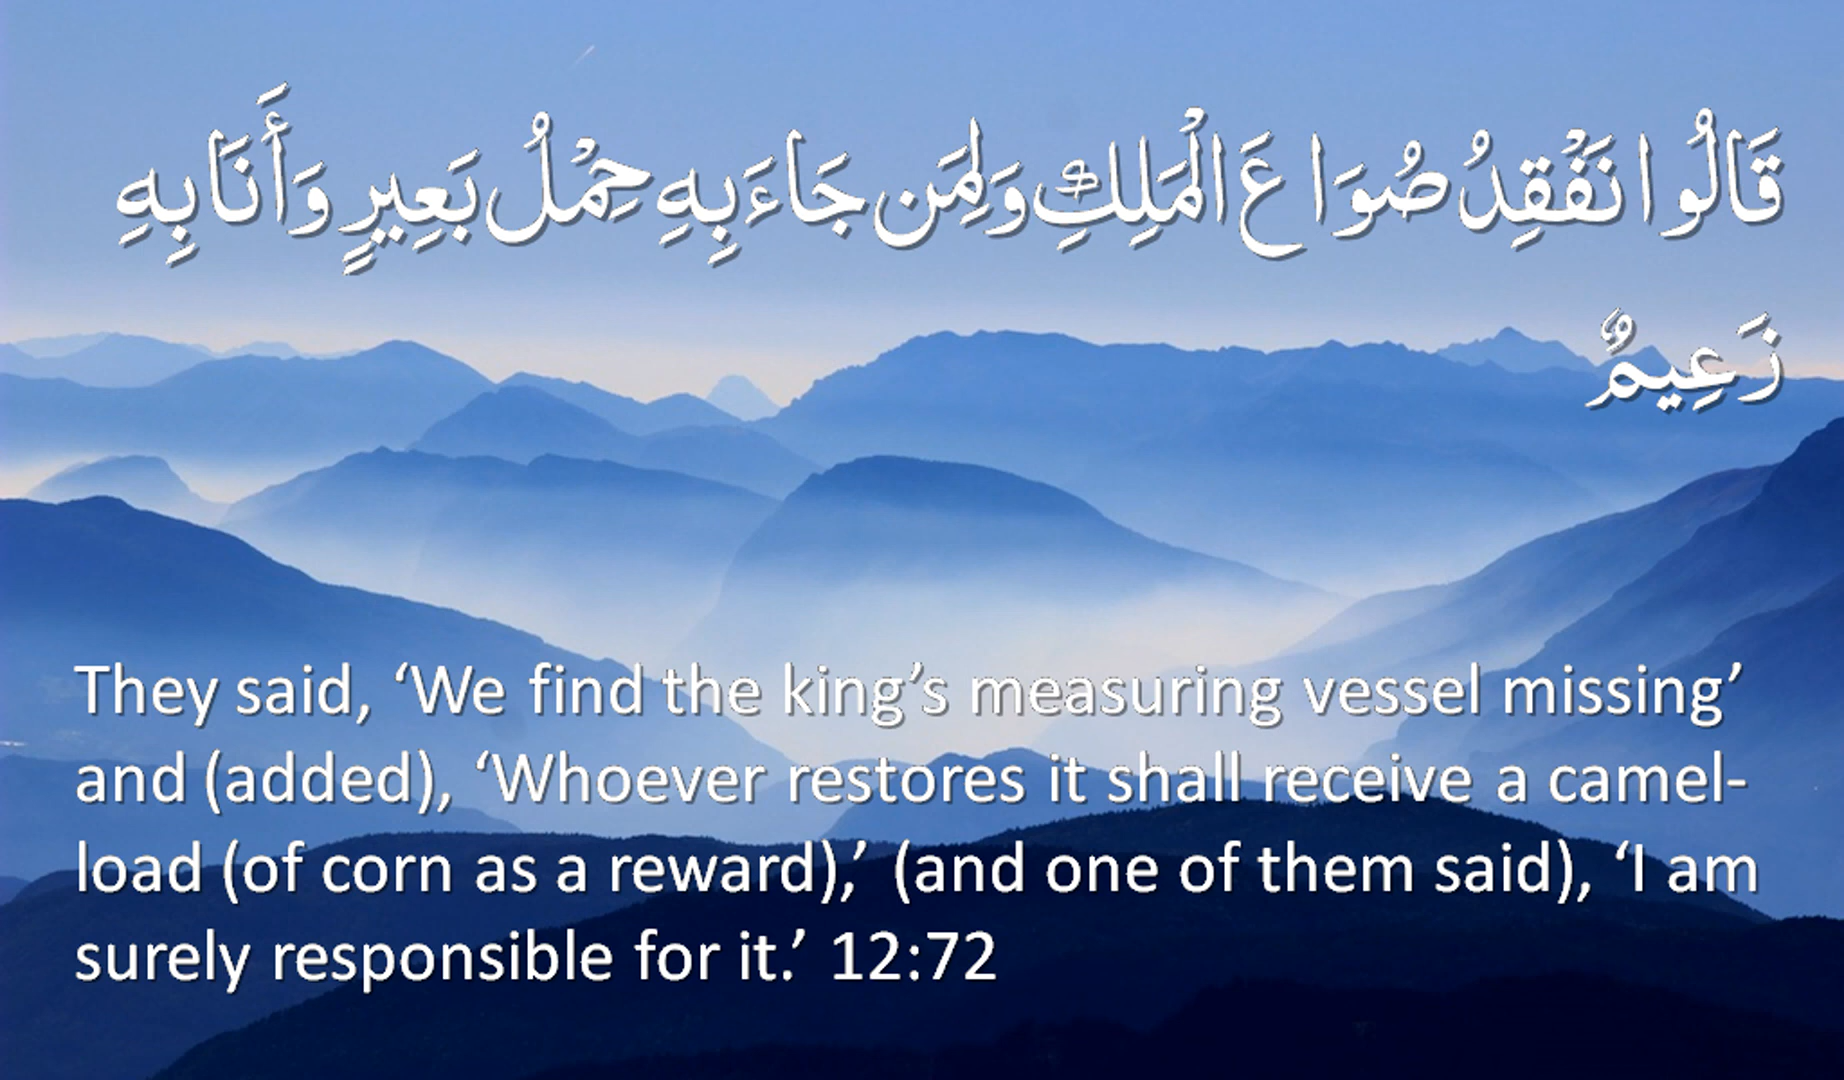 قَالُوا نَفْقِدُ صُوَاعَ الْمَلِكِ وَلِمَن جَاءَ بِهِ حِمْلُ بَعِيرٍ وَأَنَا بِهِ
زَعِيمٌ
They said, ‘We find the king’s measuring vessel missing’
and (added), ‘Whoever restores it shall receive a camel-
load (of corn as a reward),’ (and one of them said), ‘I am
surely responsible for it.’ 12:72